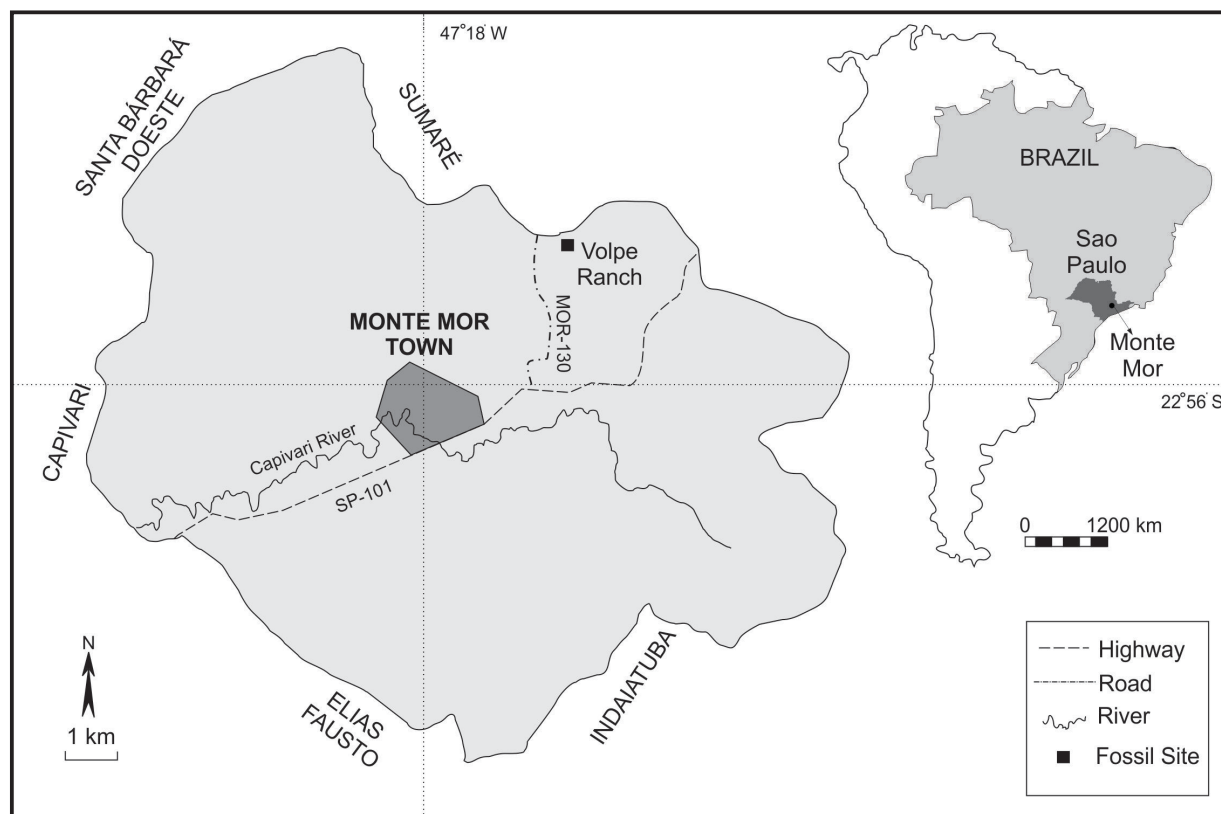 47°18' W
SANTA BÁRBARÁ
DOESTE
SUMARÉ
Volpe
Ranch
MOR-130
MONTE MOR
TOWN
CAPIVARI
Capivari River
SP-101
ELIAS
FAUSTO
INDAIATUBA
N
1 km
BRAZIL
Sao
Paulo
Monte
Mor
22°56' S
0 1200 km
Highway
Road
River
Fossil Site